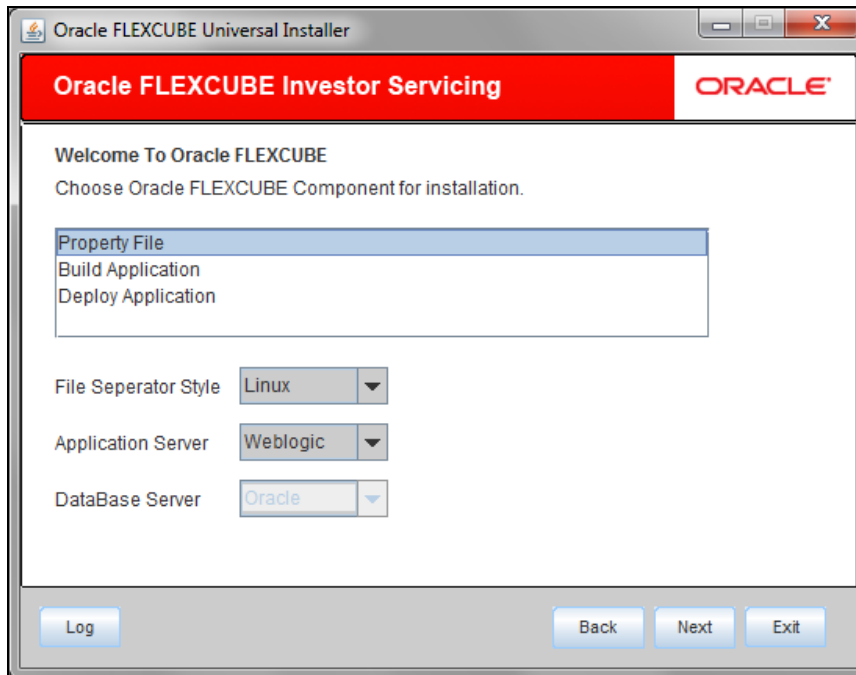 Oracle FLEXCUBE Universal Installer
Oracle FLEXCUBE Investor Servicing
ORACLE
Welcome To Oracle FLEXCUBE
Choose Oracle FLEXCUBE Component for installation.
Property File
Build Application
Deploy Application
File Seperator Style Linux
Application Server Weblogic
DataBase Server Oracle
Log Back Next Exit